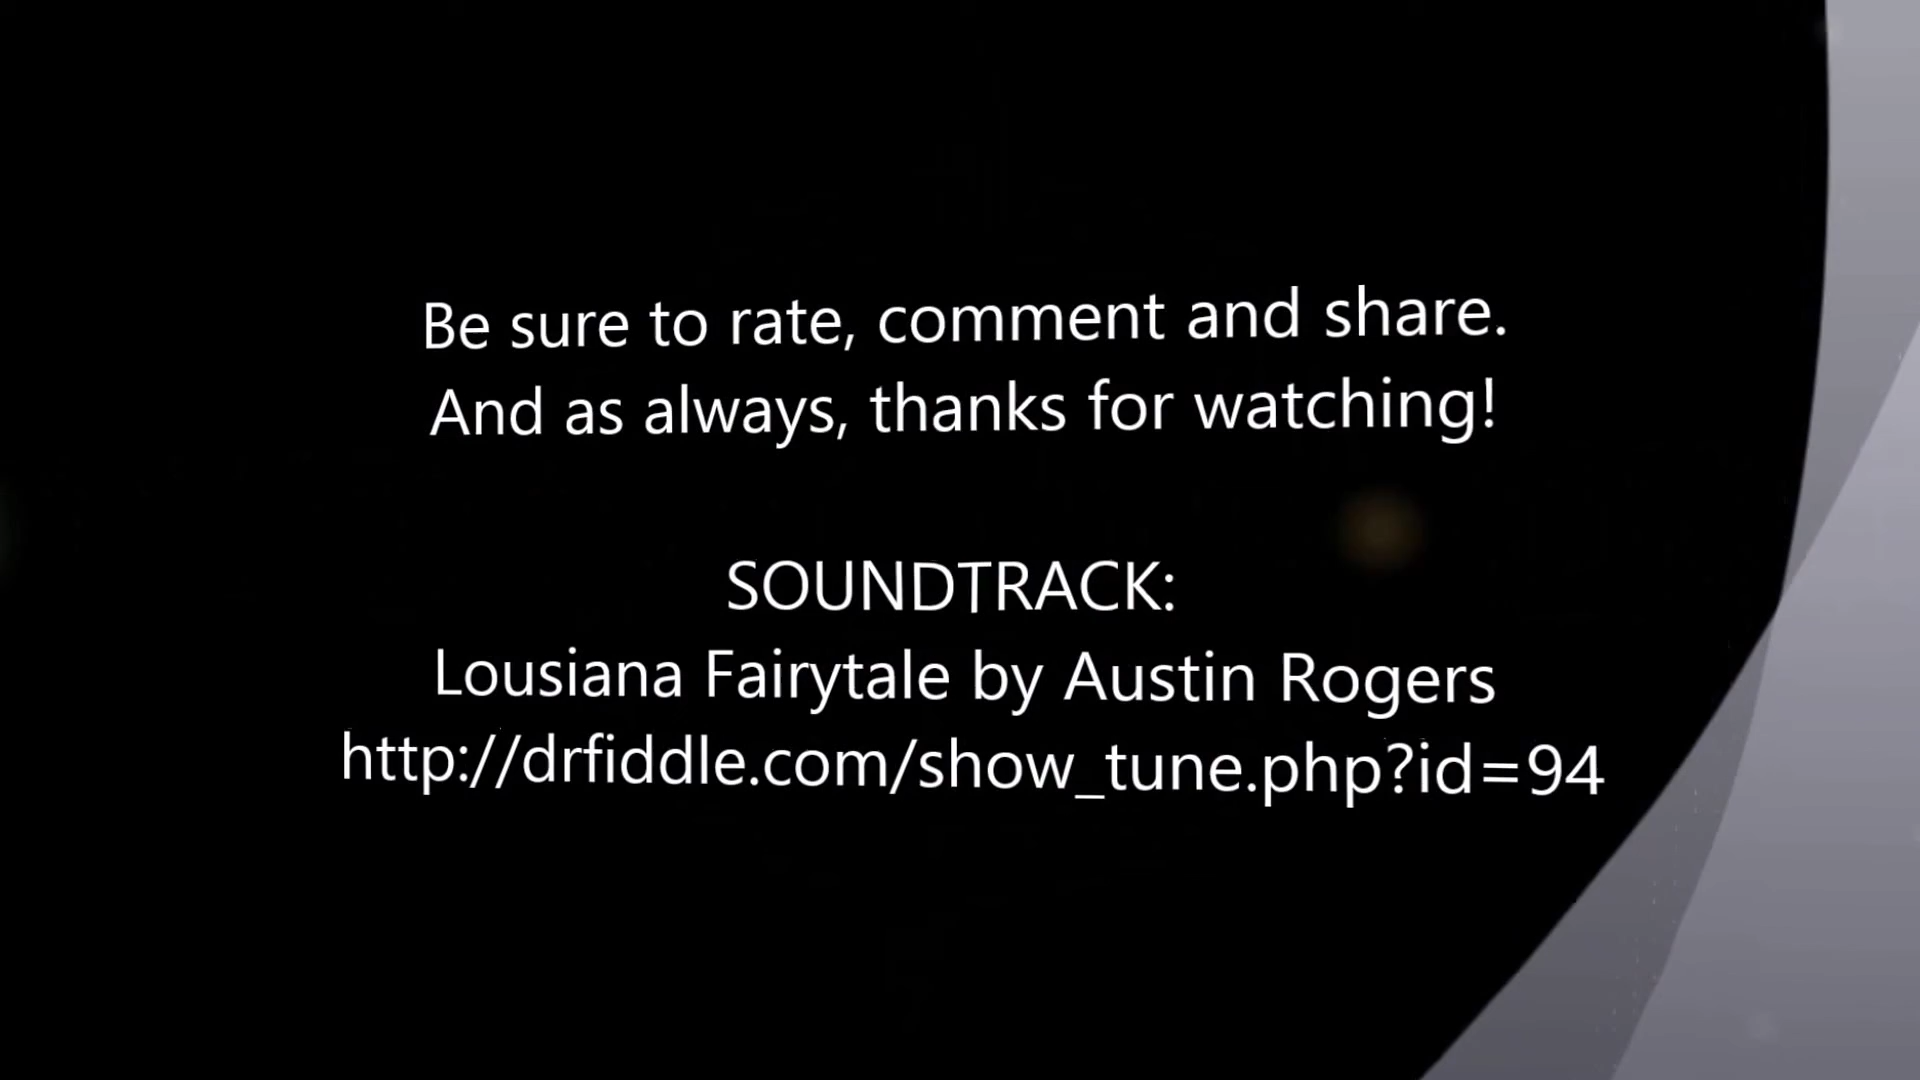 Be sure to rate, comment and share.
And as always, thanks for watching!
SOUNDTRACK:
Lousiana Fairytale by Austin Rogers
http://drfiddle.com/show_tune.php?id=94